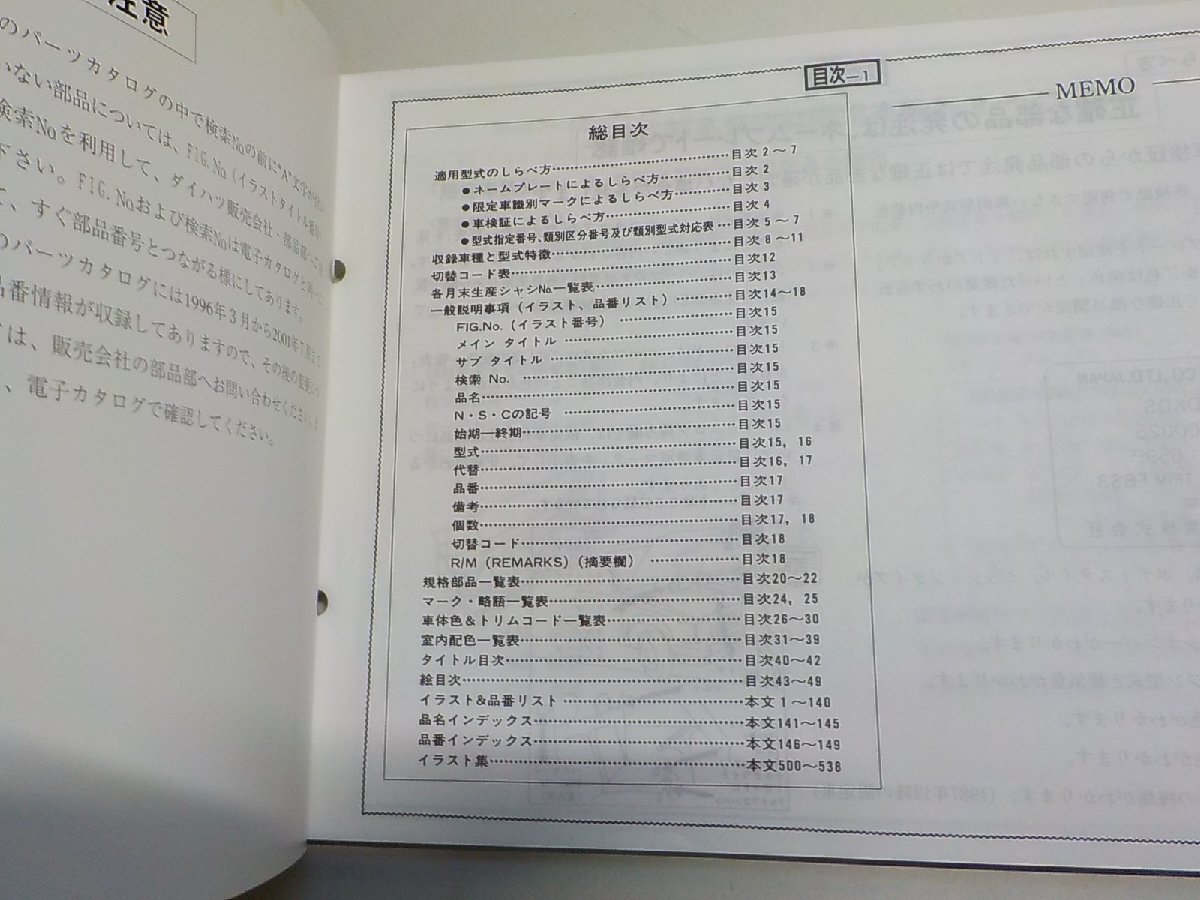 注意
のパーツカタログの中で検索Noの前に"A"文字が
いない部品については、FIG.No(イラストタイトル番号
検索Noを利用して、ダイハツ販売会社・部品部へ
下さい。FIG.Noおよび検索Noは電子カタログと
て、すぐ部品番号とつながる様にしてあります。
のパーツカタログには1996年3月から2001年7月まで
品番情報が収録してありますので、その後の変更
は、販売会社の部品部へお問い合わせください
、電子カタログで確認してください。
目次−1
MEMO
総目次
適用型式のしらべ方……目次2〜7
●ネームプレートによるしらべ方……目次2
●限定車識別マークによるしらべ方……目次3
●車検証によるしらべ方……目次4
●型式指定番号、類別区分番号及び類別型式対応表…目次5〜7
収録車種と型式特徴……目次8〜11
切替コード表……目次12
各月末生産シャシ№一覧表……目次13
一般説明事項(イラスト、品番リスト)……目次14〜18
FIG.No.(イラスト番号)……目次15
メイン タイトル……目次15
サブ タイトル……目次15
検索 No.……目次15
品名……目次15
N・S・Cの記号……目次15
始期―終期……目次15
型式……目次15,16
代替……目次16,17
品番……目次17
備考……目次17
個数……目次17,18
切替コード……目次18
R/M (REMARKS)(摘要欄)……目次18
規格部品一覧表……目次20〜22
マーク・略語一覧表……目次24,25
車体色&トリムコード一覧表……目次26〜30
室内配色一覧表……目次31〜39
タイトル目次……目次40〜42
絵目次……目次43〜49
イラスト&品番リスト……本文1〜140
品名インデックス……本文141〜145
品番インデックス……本文146〜149
イラスト集……本文500〜538